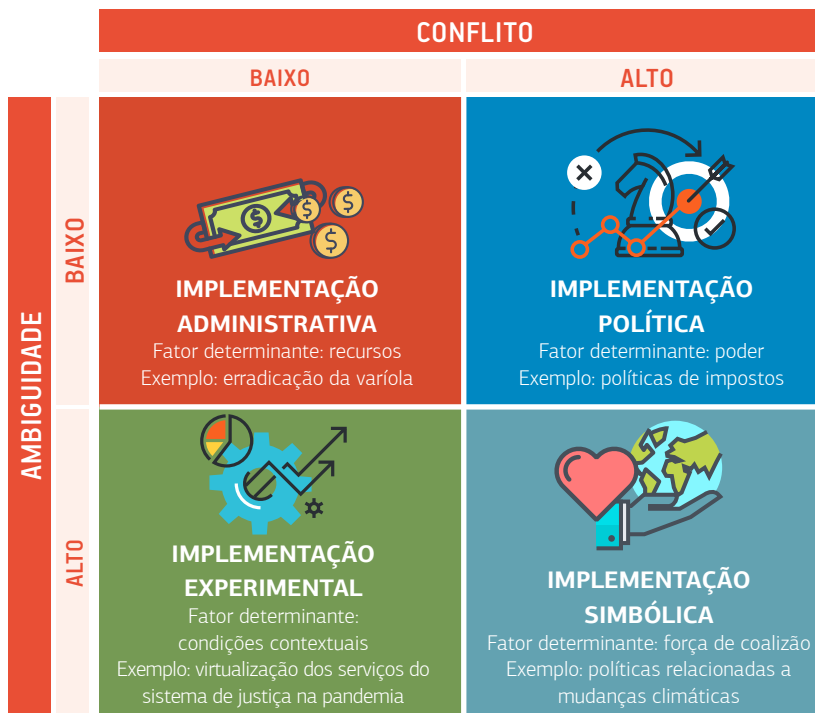 CONFLITO
BAIXO
ALTO
AMBIGUIDADE
BAIXO
IMPLEMENTAÇÃO
ADMINISTRATIVA
Fator determinante: recursos
Exemplo: erradicação da varíola
IMPLEMENTAÇÃO
POLÍTICA
Fator determinante: poder
Exemplo: políticas de impostos
ALTO
IMPLEMENTAÇÃO
EXPERIMENTAL
Fator determinante:
condições contextuais
Exemplo: virtualização dos serviços do
sistema de justiça na pandemia
IMPLEMENTAÇÃO
SIMBÓLICA
Fator determinante: força de coalizão
Exemplo: políticas relacionadas a
mudanças climáticas